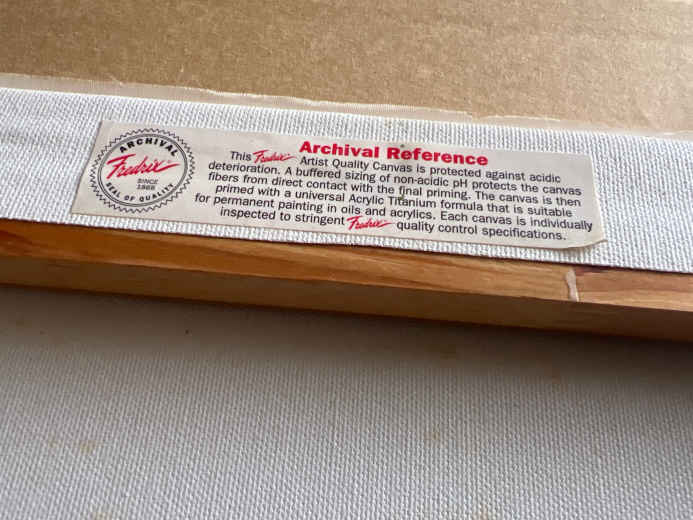 ARCHIVAL
Fredrix
SINCE
1868
SEAL OF QUALITY
Archival Reference
This Fredrix Artist Quality Canvas is protected against acidic
deterioration. A buffered sizing of non-acidic pH protects the canvas
fibers from direct contact with the final priming. The canvas is then
primed with a universal Acrylic Titanium formula that is suitable
for permanent painting in oils and acrylics. Each canvas is individually
inspected to stringent Fredrix quality control specifications.